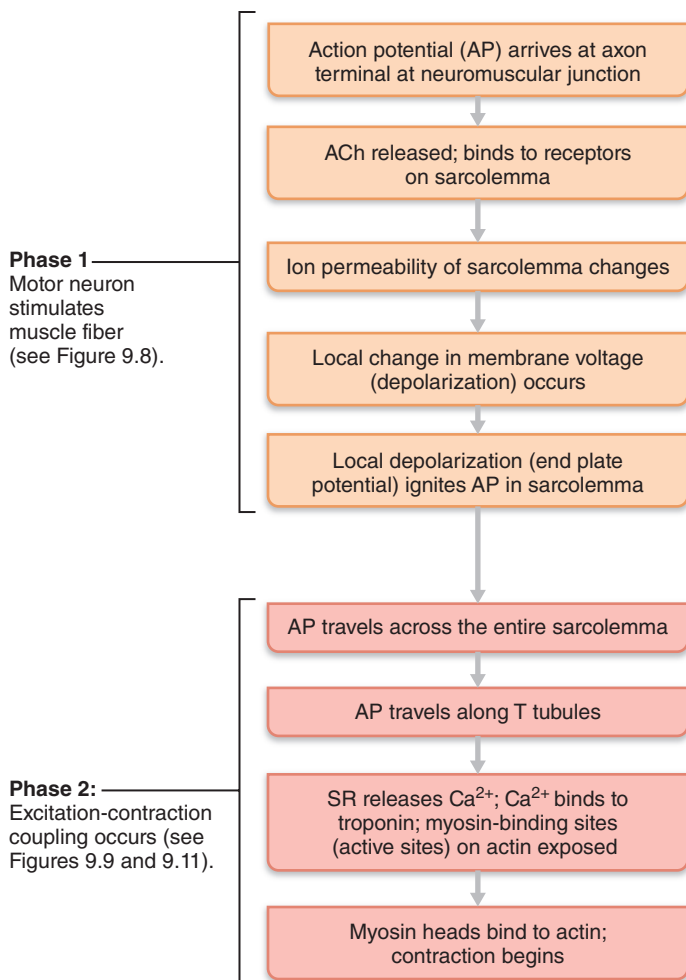 Action potential (AP) arrives at axon
terminal at neuromuscular junction
ACh released; binds to receptors
on sarcolemma
Phase 1
Motor neuron
stimulates
muscle fiber
(see Figure 9.8).
Ion permeability of sarcolemma changes
Local change in membrane voltage
(depolarization) occurs
Local depolarization (end plate
potential) ignites AP in sarcolemma
AP travels across the entire sarcolemma
AP travels along T tubules
Phase 2:
Excitation-contraction
coupling occurs (see
Figures 9.9 and 9.11).
SR releases Ca²⁺; Ca²⁺ binds to
troponin; myosin-binding sites
(active sites) on actin exposed
Myosin heads bind to actin;
contraction begins